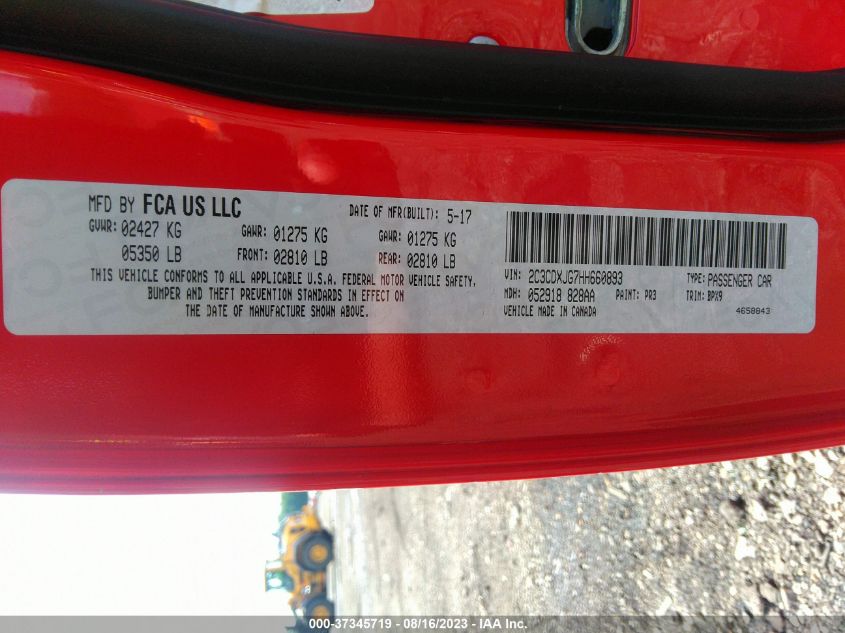 MFD BY FCA US LLC
DATE OF MFR(BUILT): 5-17
GVWR: 02427 KG
GAWR: 01275 KG
GAWR: 01275 KG
05350 LB
FRONT: 02810 LB
REAR: 02810 LB
THIS VEHICLE CONFORMS TO ALL APPLICABLE U.S.A. FEDERAL MOTOR VEHICLE SAFETY,
BUMPER AND THEFT PREVENTION STANDARDS IN EFFECT ON
THE DATE OF MANUFACTURE SHOWN ABOVE.
VIN: 2C3CDXJG7HH660893
TYPE: PASSENGER CAR
MDH: 052918 828AA
PAINT: PR3
TRIM: BPX9
VEHICLE MADE IN CANADA
4658843
000-37345719 - 08/16/2023 - IAA Inc.